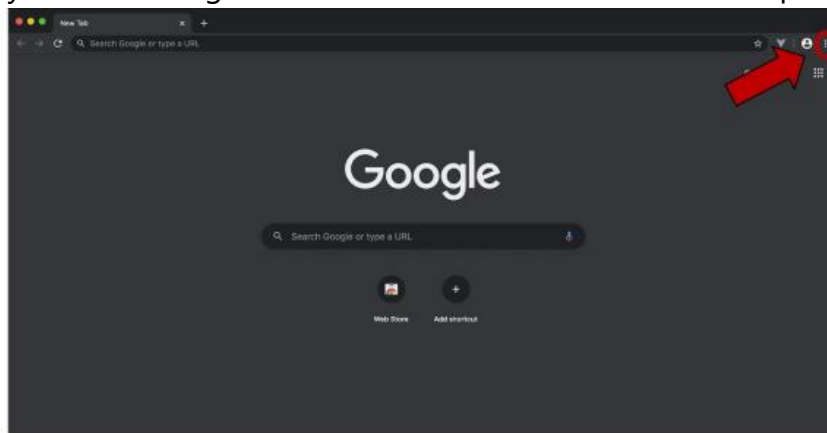 New Tab
Search Google or type a URL
Google
Search Google or type a URL
Web Store
Add shortcut